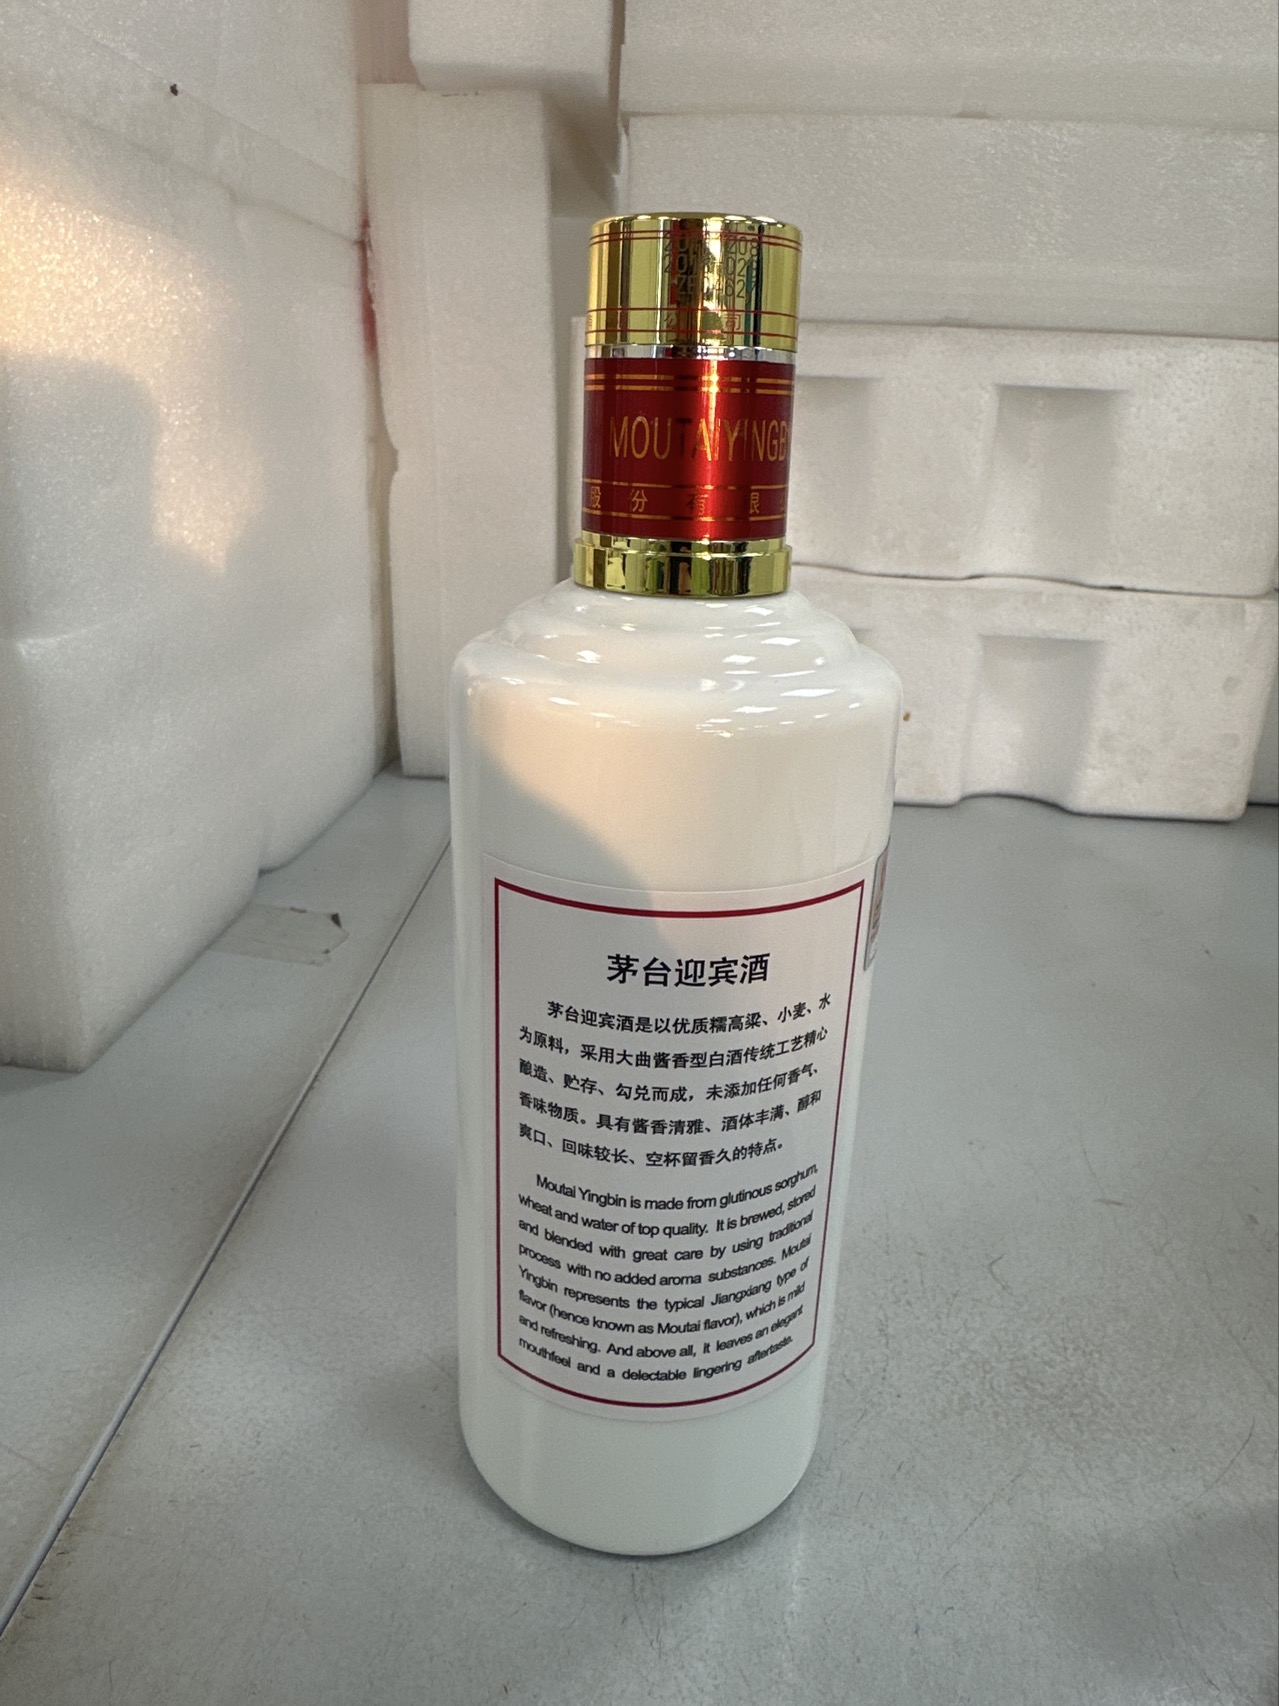 公司
MOUTAIYINGB
股份有限
茅台迎宾酒
茅台迎宾酒是以优质糯高粱、小麦、水
为原料，采用大曲酱香型白酒传统工艺精心
酿造、贮存、勾兑而成，未添加任何香气、
香味物质。具有酱香清雅、酒体丰满、醇和
爽口、回味较长、空杯留香久的特点。
Moutai Yingbin is made from glutinous sorghum,
wheat and water of top quality. It is brewed, stored
and blended with great care by using traditional
process with no added aroma substances. Moutai
Yingbin represents the typical Jiangxiang type of
flavor (hence known as Moutai flavor), which is mild
and refreshing. And above all, it leaves an elegant
mouthfeel and a delectable lingering aftertaste.